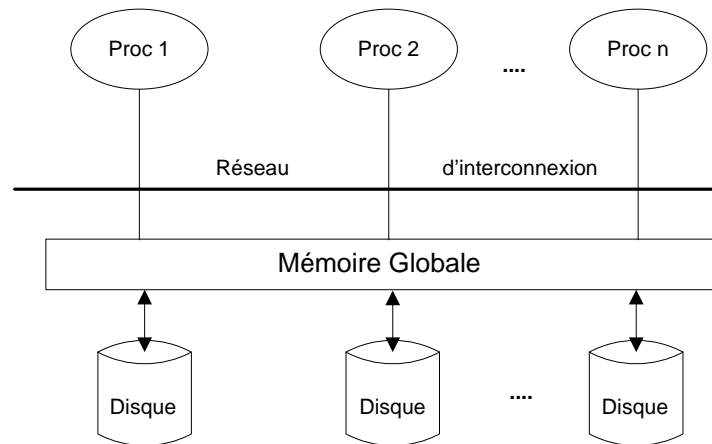 Proc 1 Proc 2 .... Proc n
Réseau d'interconnexion
Mémoire Globale
Disque Disque .... Disque